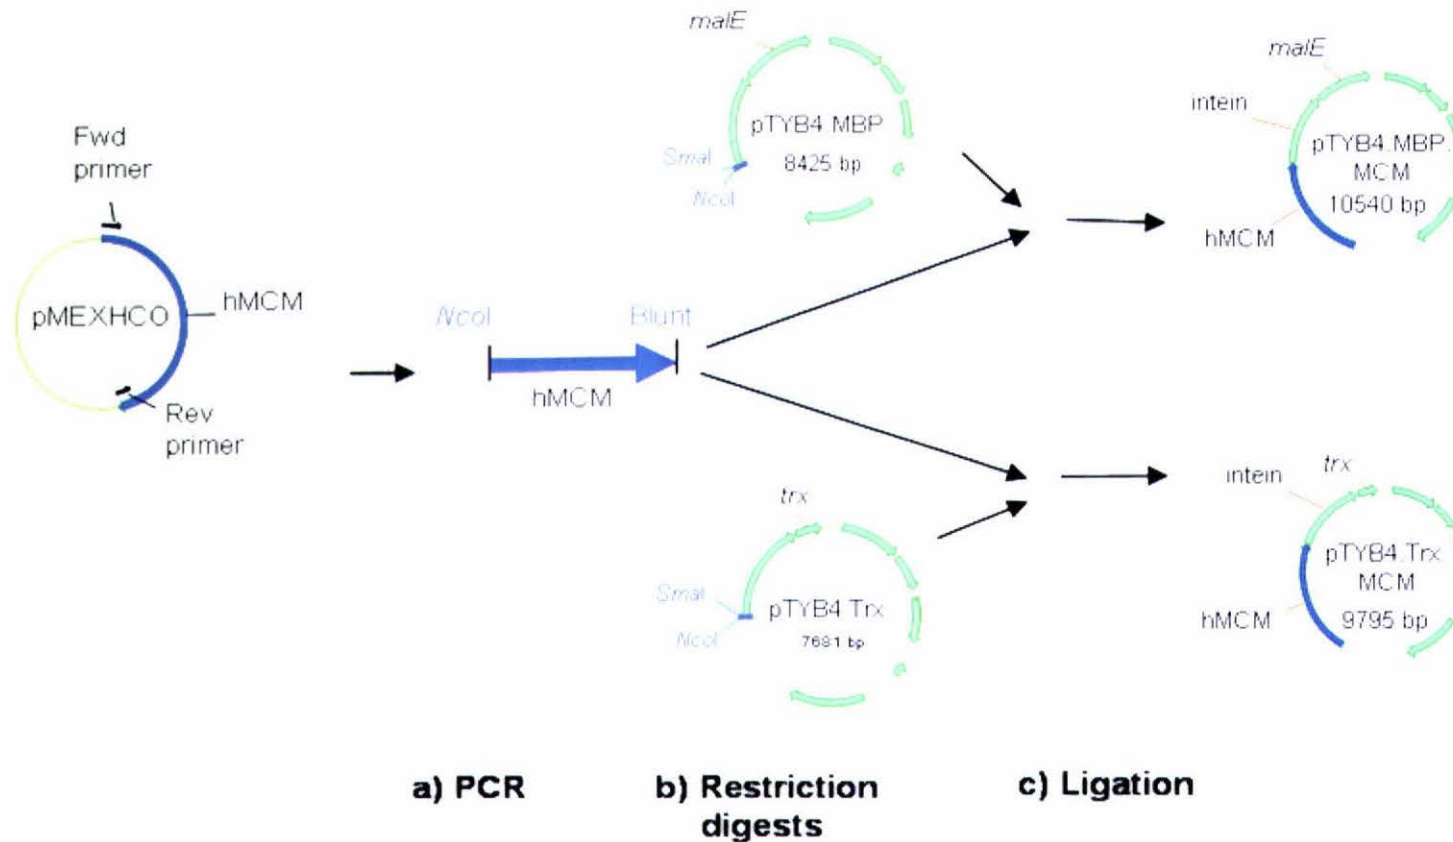 malE
Fwd
primer
pMEXHCO
hMCM
Rev
primer
NcoI
Blunt
hMCM
pTYB4.MBP
8425 bp
SmaI
NcoI
trx
pTYB4.Trx
7681 bp
SmaI
NcoI
malE
intein
pTYB4.MBP.
MCM
10540 bp
hMCM
intein
trx
pTYB4.Trx
MCM
9795 bp
hMCM
a) PCR
b) Restriction
digests
c) Ligation